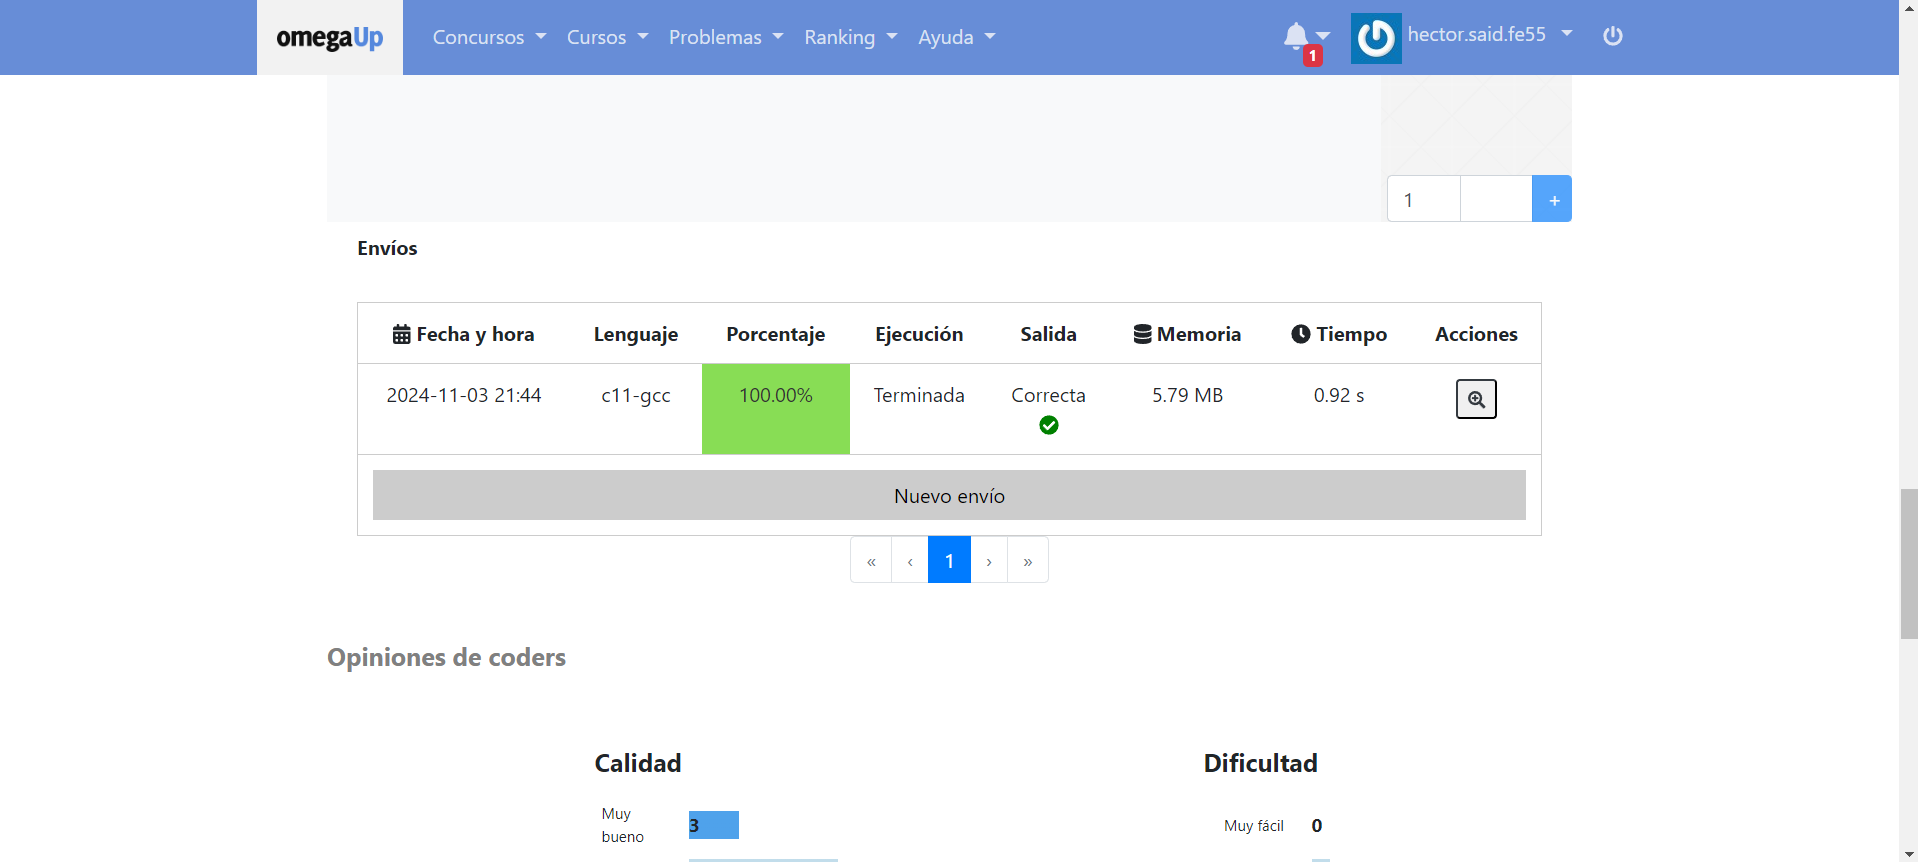 omegaUp Concursos Cursos Problemas Ranking Ayuda 1 hector.said.fe55
1 +
Envíos
Fecha y hora Lenguaje Porcentaje Ejecución Salida Memoria Tiempo Acciones
2024-11-03 21:44 c11-gcc 100.00% Terminada Correcta 5.79 MB 0.92 s
Nuevo envío
« ‹ 1 › »
Opiniones de coders
Calidad Dificultad
Muy bueno 3 Muy fácil 0